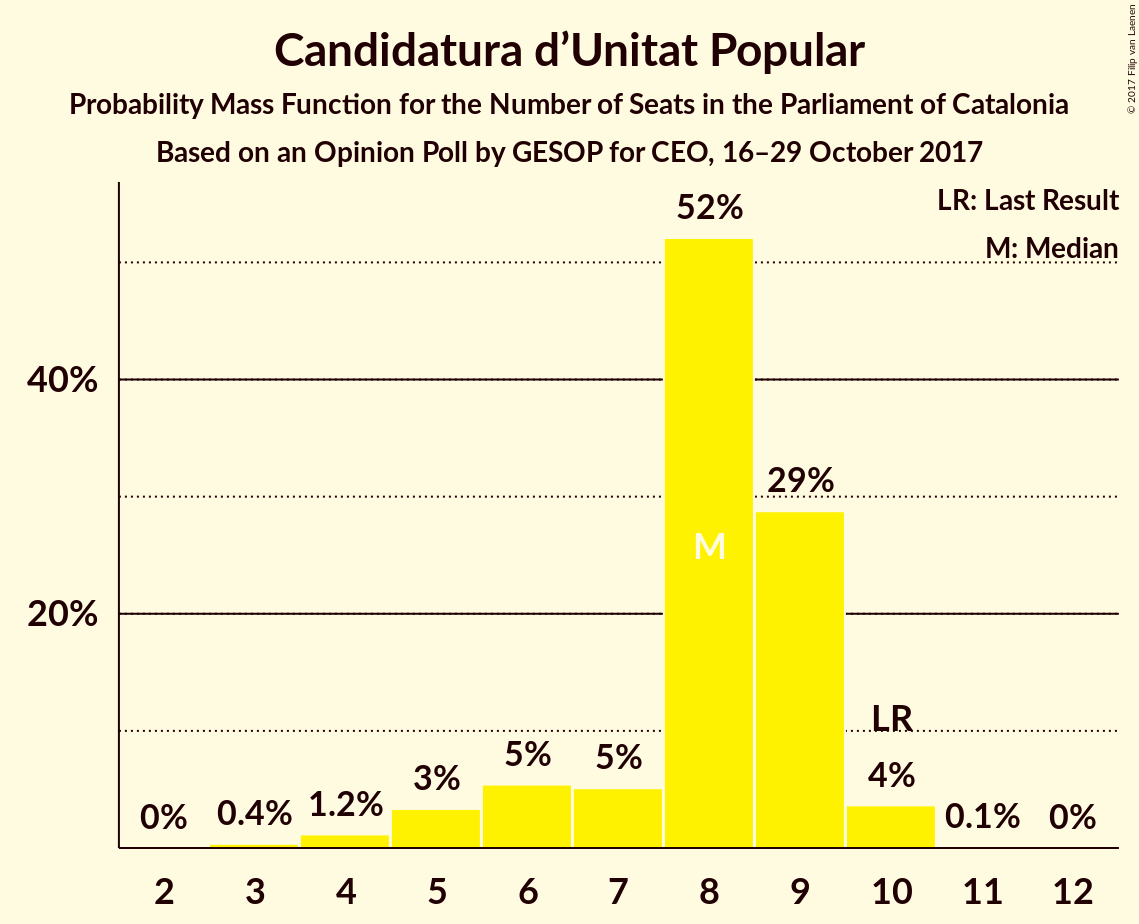 Candidatura d’Unitat Popular
Probability Mass Function for the Number of Seats in the Parliament of Catalonia
Based on an Opinion Poll by GESOP for CEO, 16–29 October 2017
© 2017 Filip van Laenen
LR: Last Result
M: Median
52%
40%
29%
M
20%
LR
0%
0.4%
1.2%
3%
5%
5%
4%
0.1%
0%
2 3 4 5 6 7 8 9 10 11 12